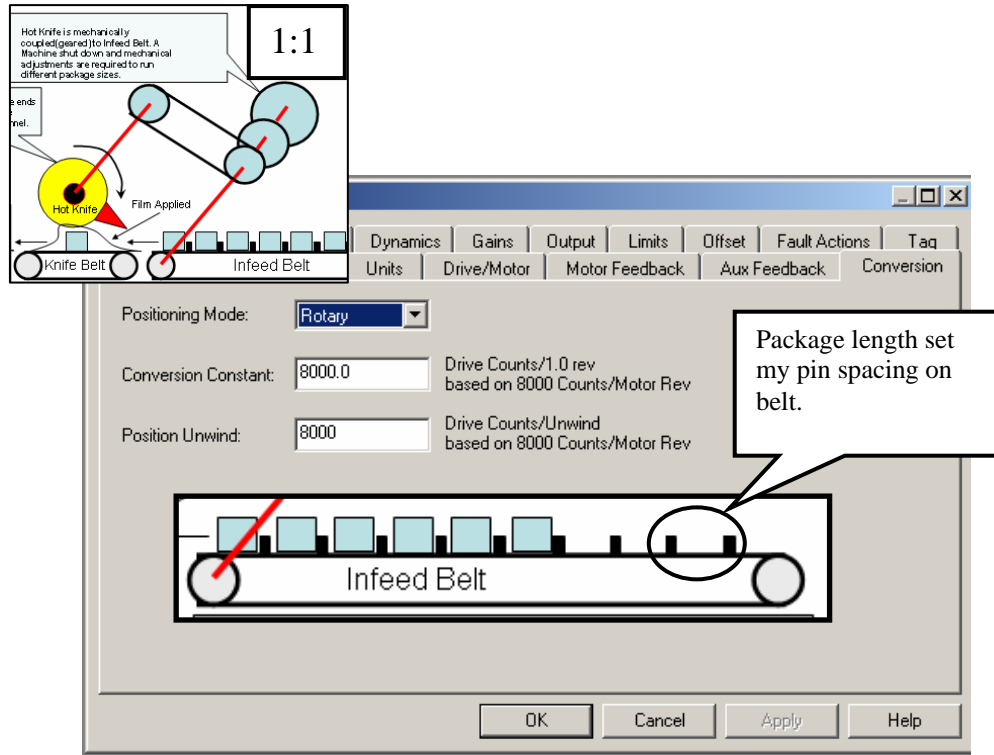 Hot Knife is mechanically
coupled(geared)to Infeed Belt. A
Machine shut down and mechanical
adjustments are required to run
different package sizes.
1:1
e ends
e
nnel.
Hot Knife
Film Applied
Knife Belt
Infeed Belt
Dynamics Gains Output Limits Offset Fault Actions Tag
Units Drive/Motor Motor Feedback Aux Feedback Conversion
Positioning Mode: Rotary
Conversion Constant: 8000.0 Drive Counts/1.0 rev
based on 8000 Counts/Motor Rev
Position Unwind: 8000 Drive Counts/Unwind
based on 8000 Counts/Motor Rev
Package length set
my pin spacing on
belt.
Infeed Belt
OK Cancel Apply Help